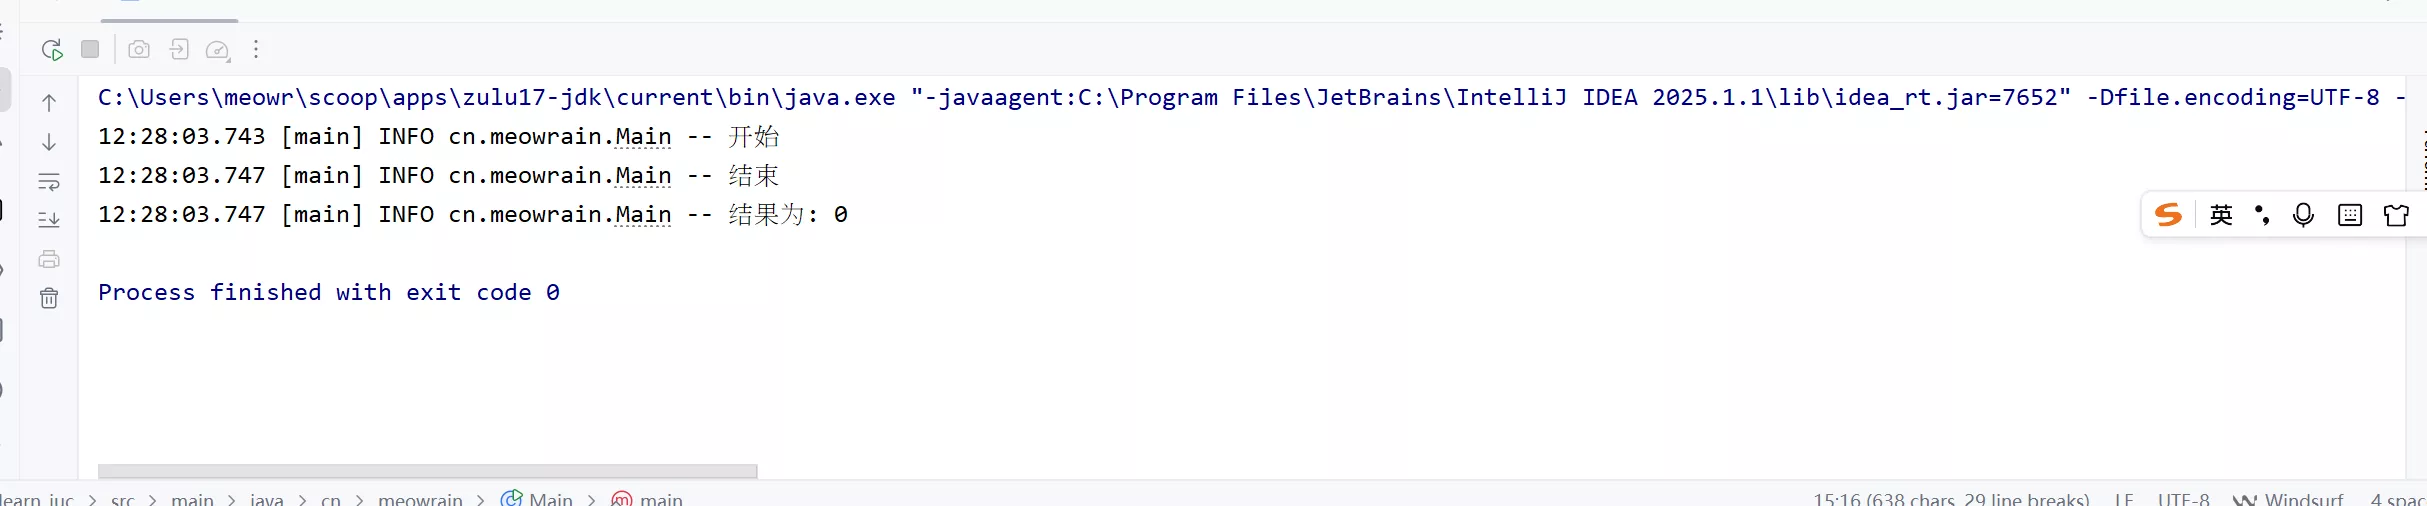 C:\Users\meowr\scoop\apps\zulu17-jdk\current\bin\java.exe "-javaagent:C:\Program Files\JetBrains\IntelliJ IDEA 2025.1.1\lib\idea_rt.jar=7652" -Dfile.encoding=UTF-8 -
12:28:03.743 [main] INFO cn.meowrain.Main -- 开始
12:28:03.747 [main] INFO cn.meowrain.Main -- 结束
12:28:03.747 [main] INFO cn.meowrain.Main -- 结果为: 0
英
Process finished with exit code 0
learn_juc > src > main > java > cn > meowrain > Main > main
15:16 (638 chars, 29 line breaks) LF UTF-8 Windsurf 4 spac